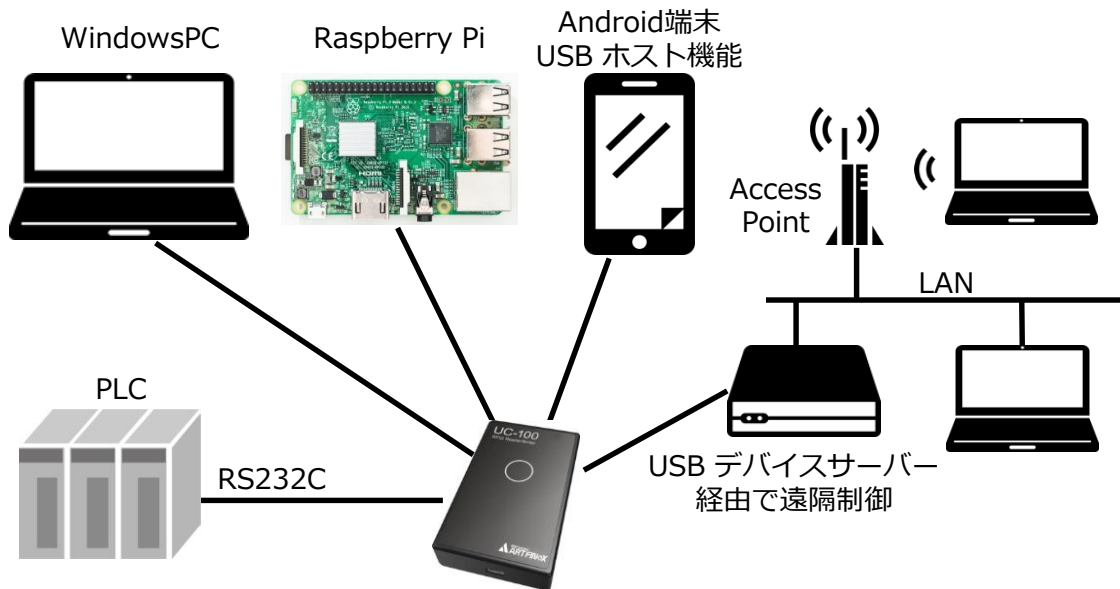 WindowsPC
Raspberry Pi
Android端末
USB ホスト機能
Access
Point
LAN
PLC
RS232C
UC-100
USB デバイスサーバー
経由で遠隔制御
HDMI
ARTFINEX